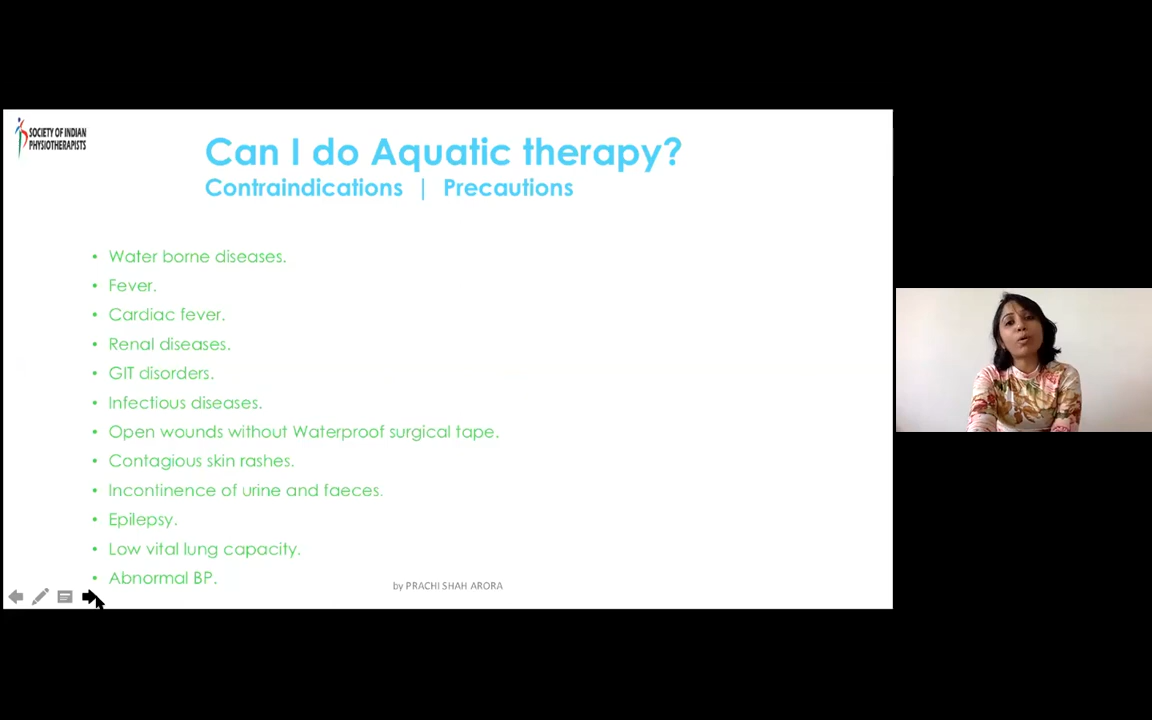 SOCIETY OF INDIAN
PHYSIOTHERAPISTS
Can I do Aquatic therapy?
Contraindications | Precautions
• Water borne diseases.
• Fever.
• Cardiac fever.
• Renal diseases.
• GIT disorders.
• Infectious diseases.
• Open wounds without Waterproof surgical tape.
• Contagious skin rashes.
• Incontinence of urine and faeces.
• Epilepsy.
• Low vital lung capacity.
• Abnormal BP.
by PRACHI SHAH ARORA